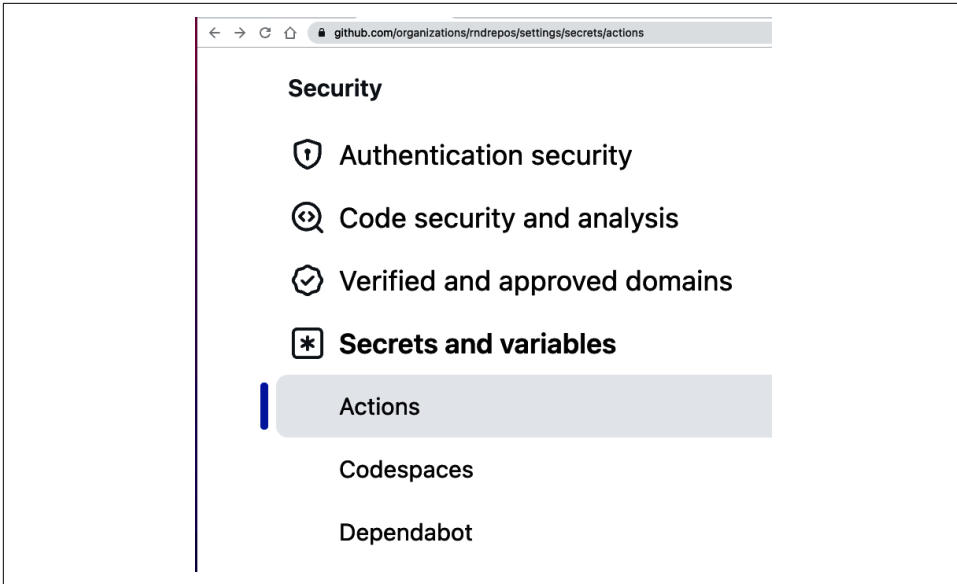 github.com/organizations/rndrepos/settings/secrets/actions
Security
Authentication security
Code security and analysis
Verified and approved domains
Secrets and variables
Actions
Codespaces
Dependabot